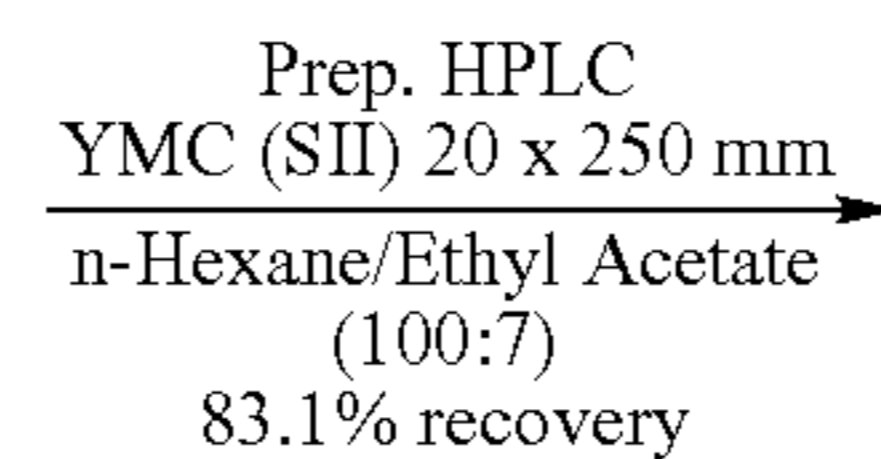 Prep. HPLC
YMC (SII) 20 x 250 mm
n-Hexane/Ethyl Acetate
(100:7)
83.1% recovery